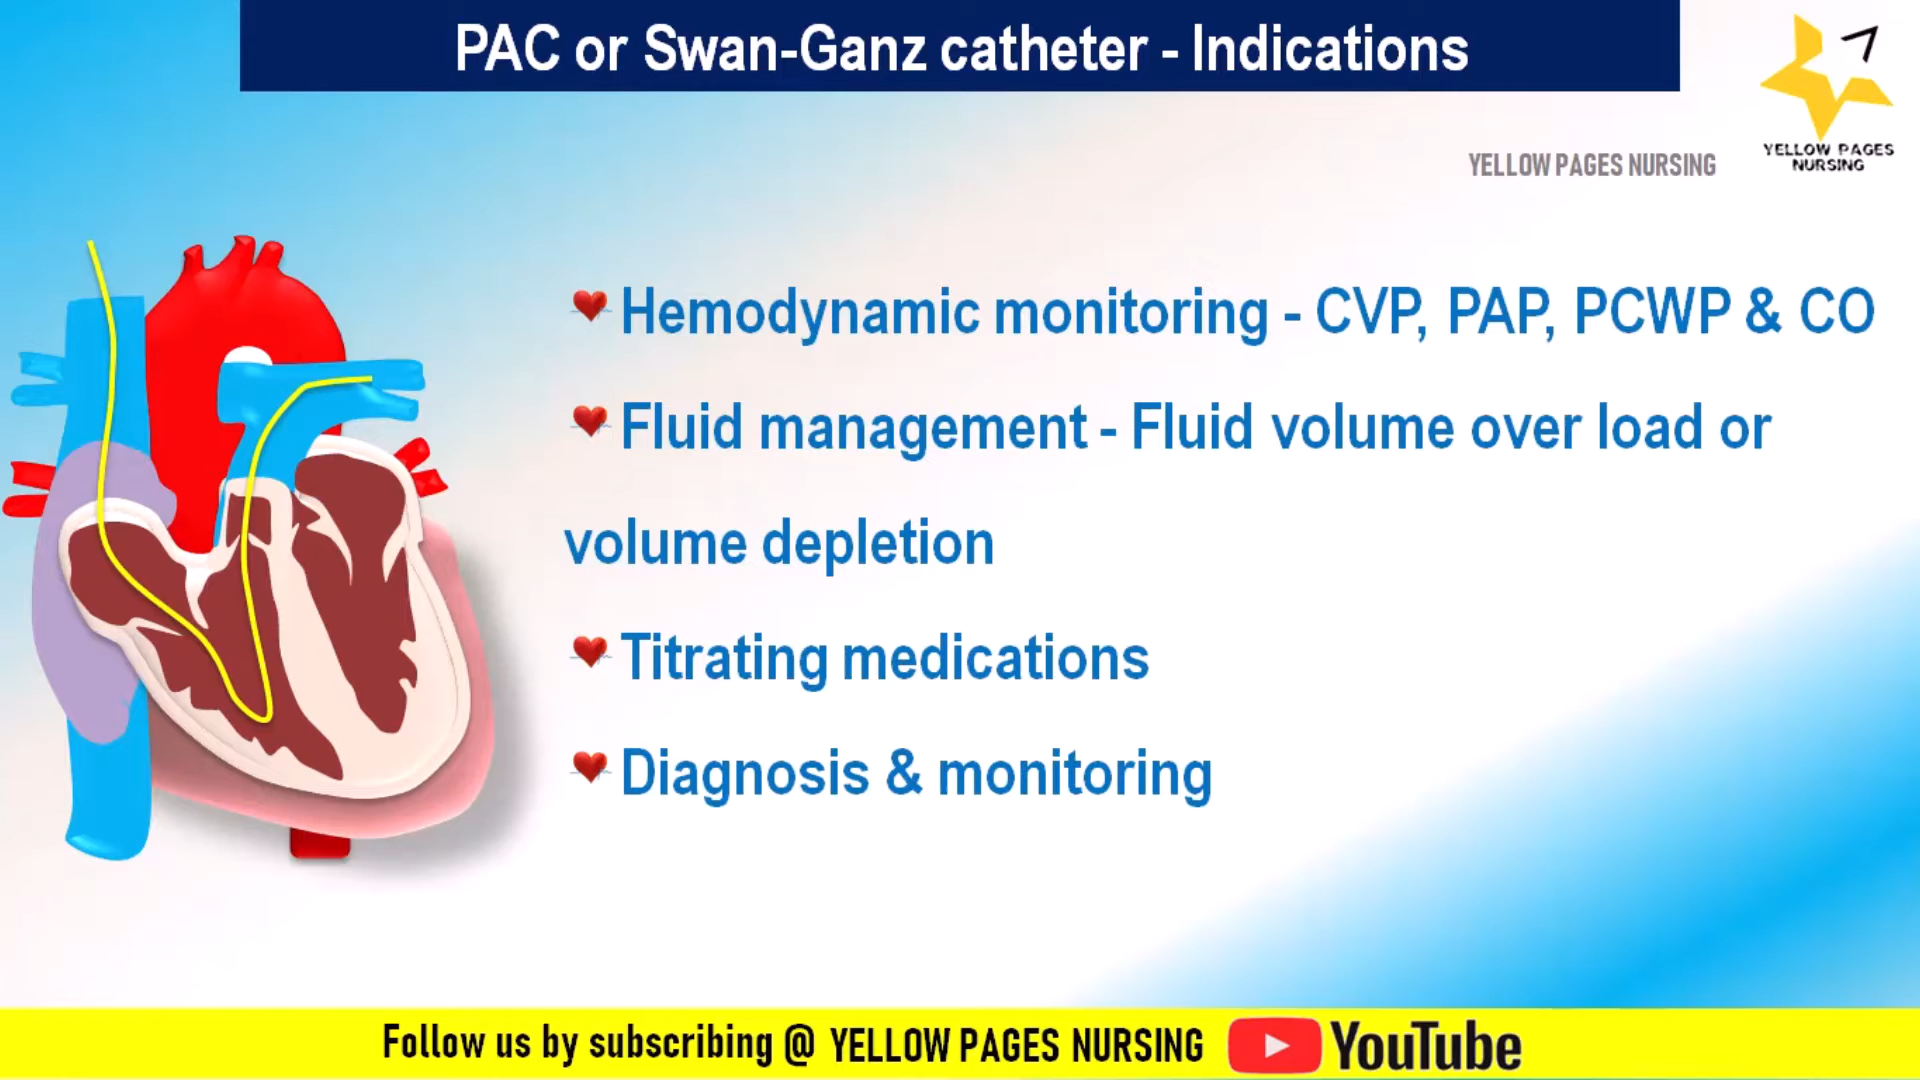 PAC or Swan-Ganz catheter - Indications
YELLOW PAGES NURSING
YELLOW PAGES
NURSING
Hemodynamic monitoring - CVP, PAP, PCWP & CO
Fluid management - Fluid volume over load or
volume depletion
Titrating medications
Diagnosis & monitoring
Follow us by subscribing @ YELLOW PAGES NURSING YouTube